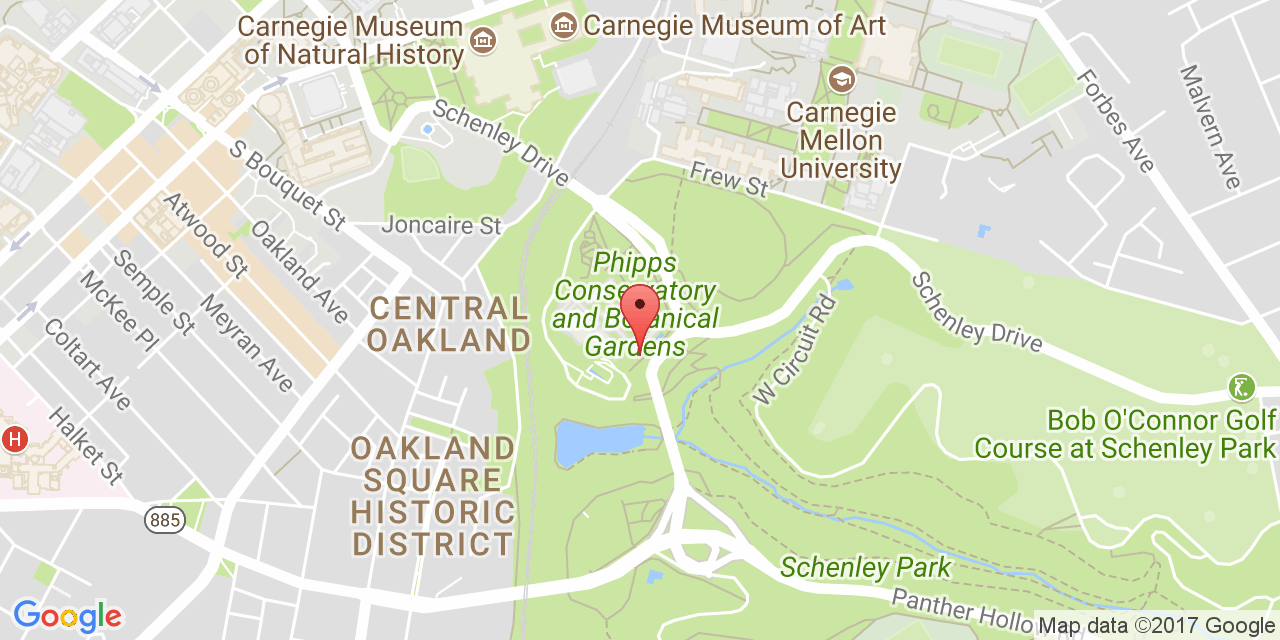 Carnegie Museum
of Natural History
Carnegie Museum of Art
Carnegie
Mellon
University
Forbes Ave
Malvern Ave
Schenley Drive
Frew St
S Bouquet St
Joncaire St
Atwood St
Oakland Ave
Semple St
McKee Pl
Meyran Ave
Coltart Ave
Halket St
CENTRAL
OAKLAND
Phipps
Conservatory
and Botanical
Gardens
W Circuit Rd
Schenley Drive
Bob O'Connor Golf
Course at Schenley Park
H
OAKLAND
SQUARE
HISTORIC
DISTRICT
885
Schenley Park
Panther Hollo
Google
Map data ©2017 Google